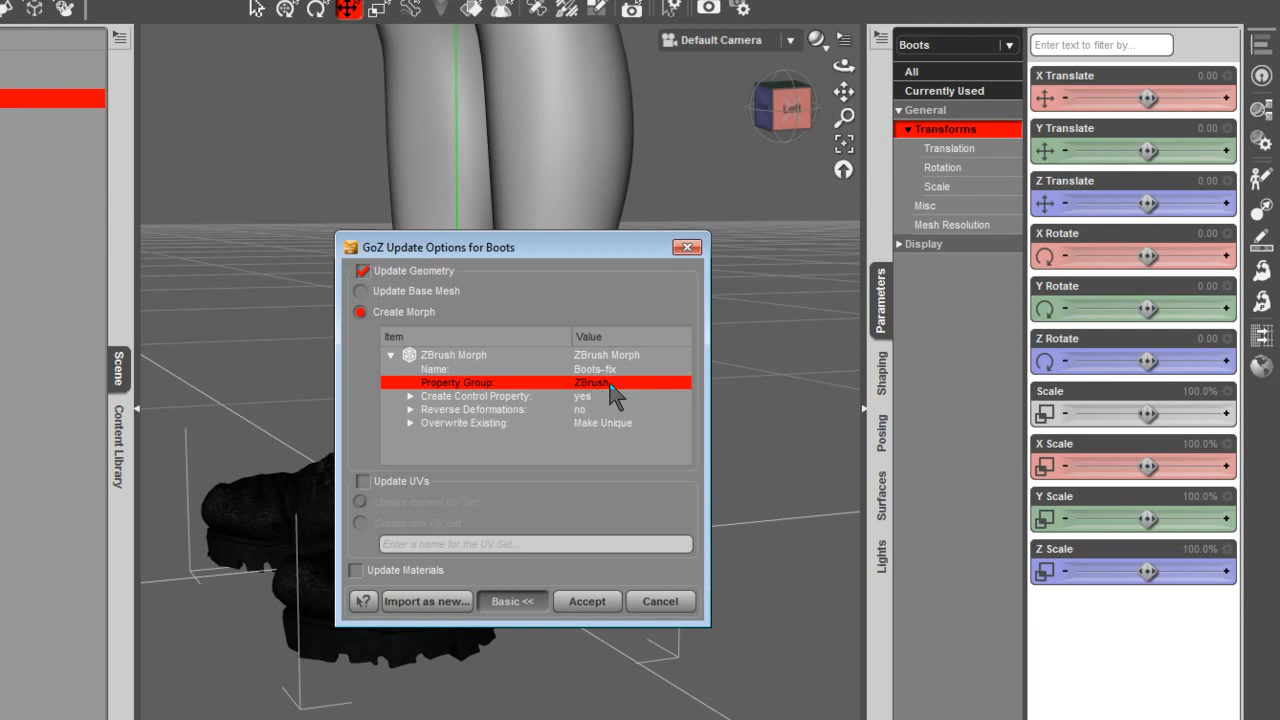 Default Camera
Left
Scene
Content Library
GoZ Update Options for Boots
Update Geometry
Update Base Mesh
Create Morph
Item Value
ZBrush Morph ZBrush Morph
Name: Boots-fix
Property Group: ZBrush
Create Control Property: yes
Reverse Deformations: no
Overwrite Existing: Make Unique
Update UVs
Update current UV Set
Create new UV Set
Enter a name for the UV Set...
Update Materials
Import as new... Basic << Accept Cancel
Parameters
Shaping
Posing
Surfaces
Lights
Boots
All
Currently Used
General
Transforms
Translation
Rotation
Scale
Misc
Mesh Resolution
Display
Enter text to filter by...
X Translate 0.00
Y Translate 0.00
Z Translate 0.00
X Rotate 0.00
Y Rotate 0.00
Z Rotate 0.00
Scale 100.0%
X Scale 100.0%
Y Scale 100.0%
Z Scale 100.0%